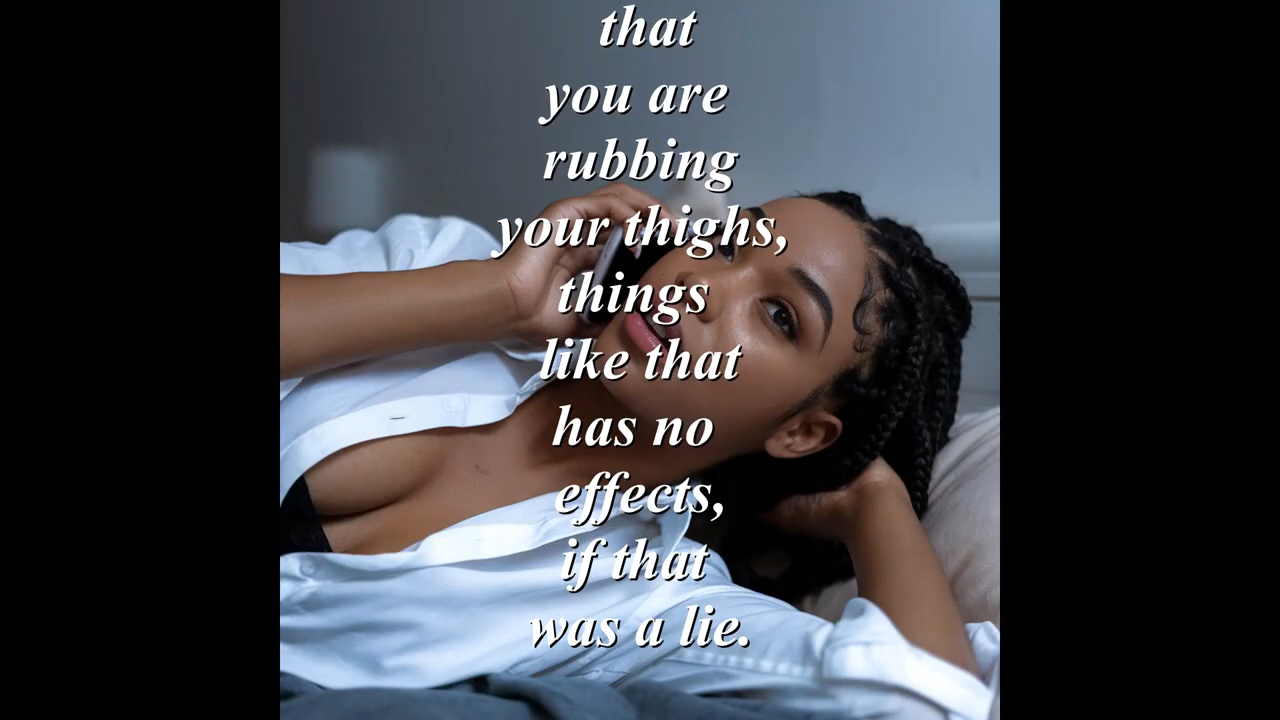 that
you are
rubbing
your thighs,
things
like that
has no
effects,
if that
was a lie.